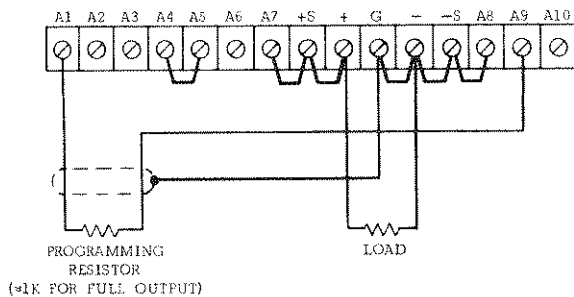 A1 A2 A3 A4 A5 A6 A7 +S + G − −S A8 A9 A10
PROGRAMMING
RESISTOR
(≈1K FOR FULL OUTPUT)
LOAD